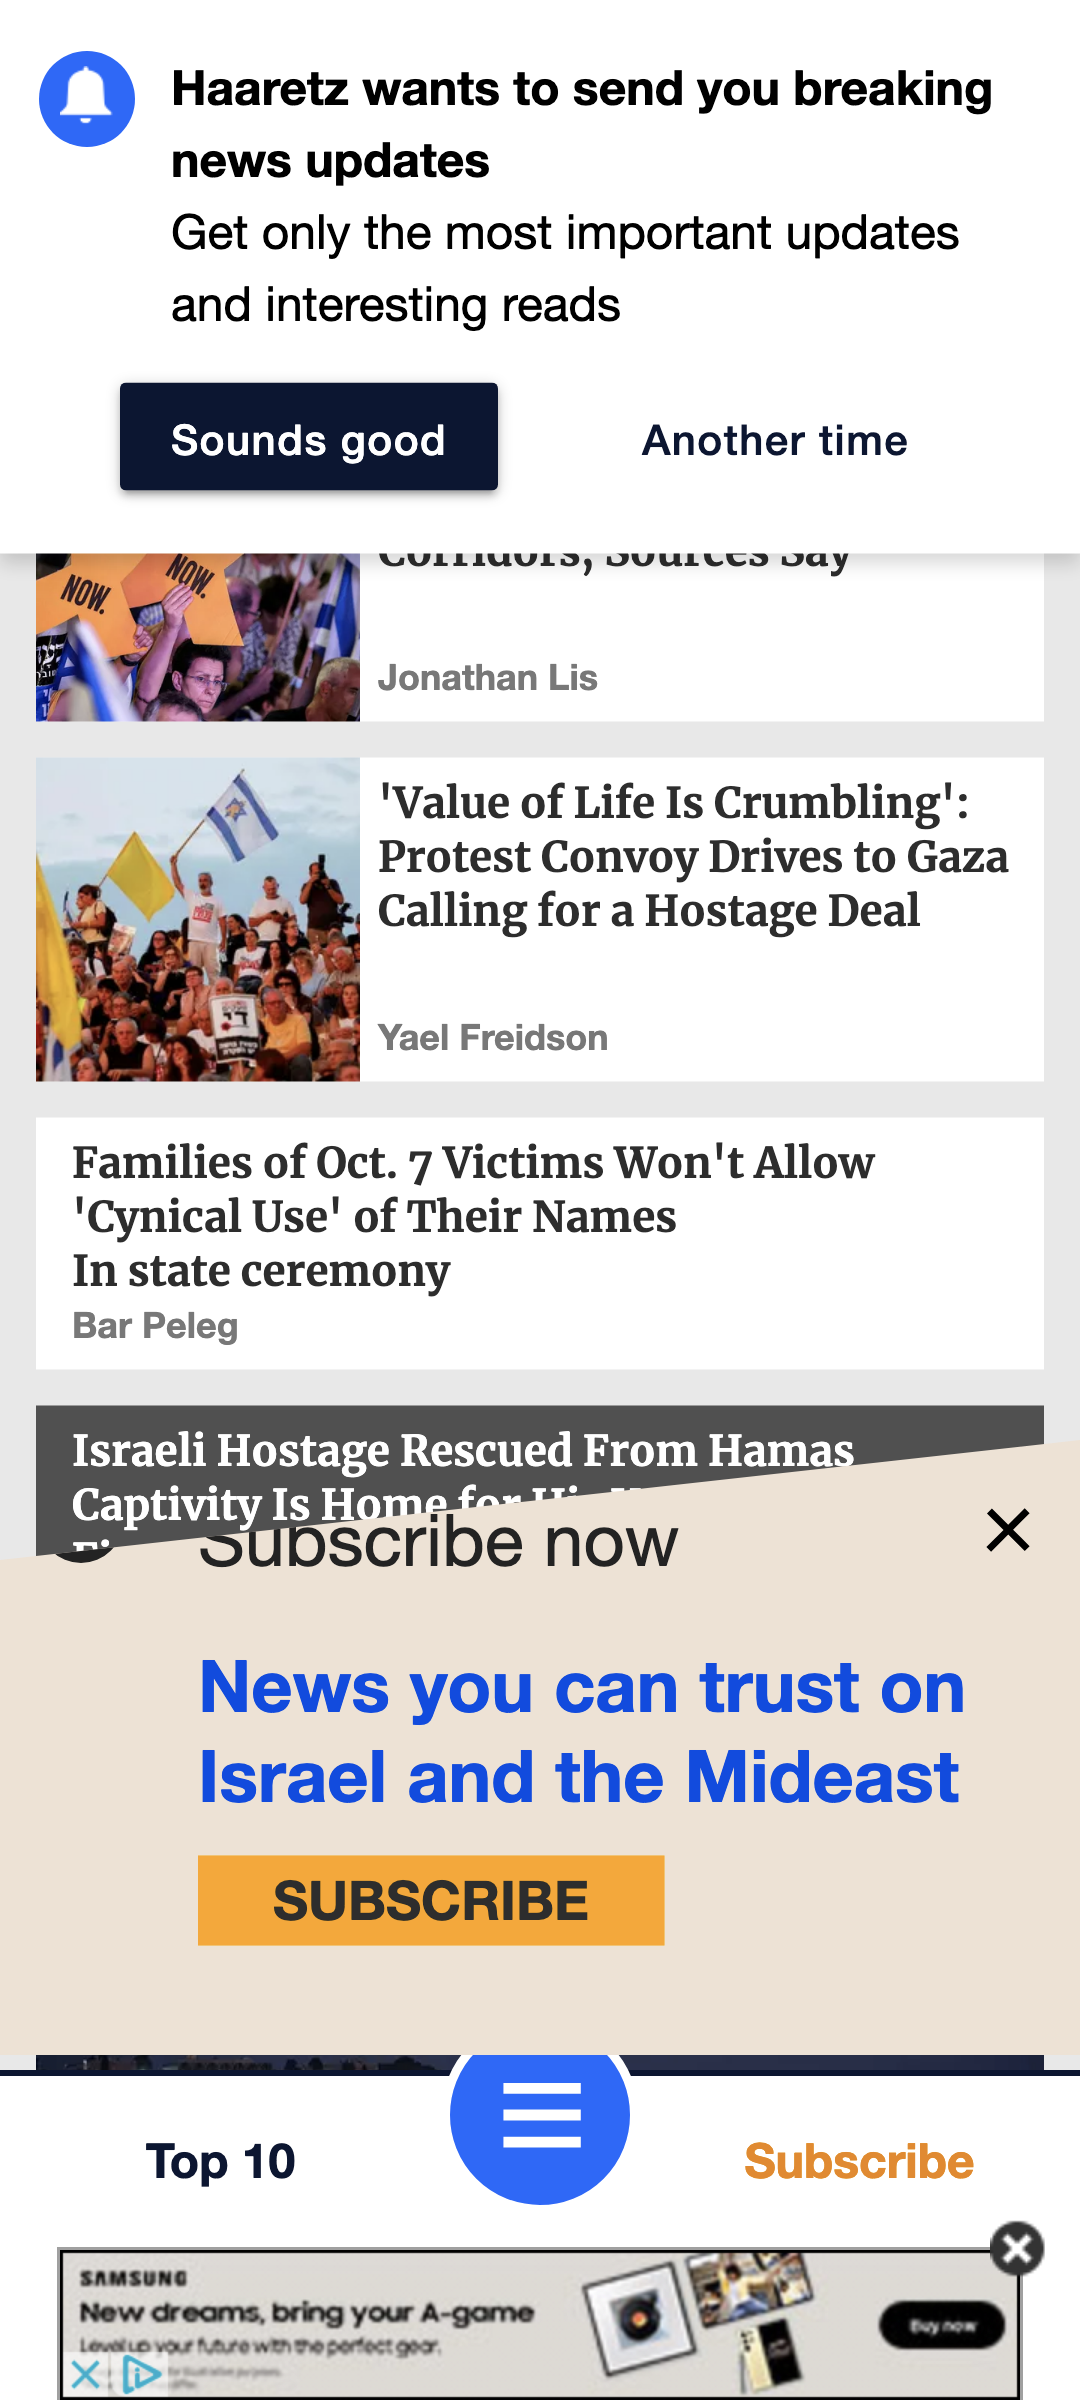 Haaretz wants to send you breaking
news updates
Get only the most important updates
and interesting reads
Sounds good
Another time
Corridors, Sources Say
NOW.
NOW.
Jonathan Lis
'Value of Life Is Crumbling':
Protest Convoy Drives to Gaza
Calling for a Hostage Deal
Yael Freidson
Families of Oct. 7 Victims Won't Allow
'Cynical Use' of Their Names
In state ceremony
Bar Peleg
Israeli Hostage Rescued From Hamas
Captivity Is Home for
Subscribe now
News you can trust on
Israel and the Mideast
SUBSCRIBE
Top 10
Subscribe
SAMSUNG
New dreams, bring your A-game
Level up your future with the perfect gear.
Buy now